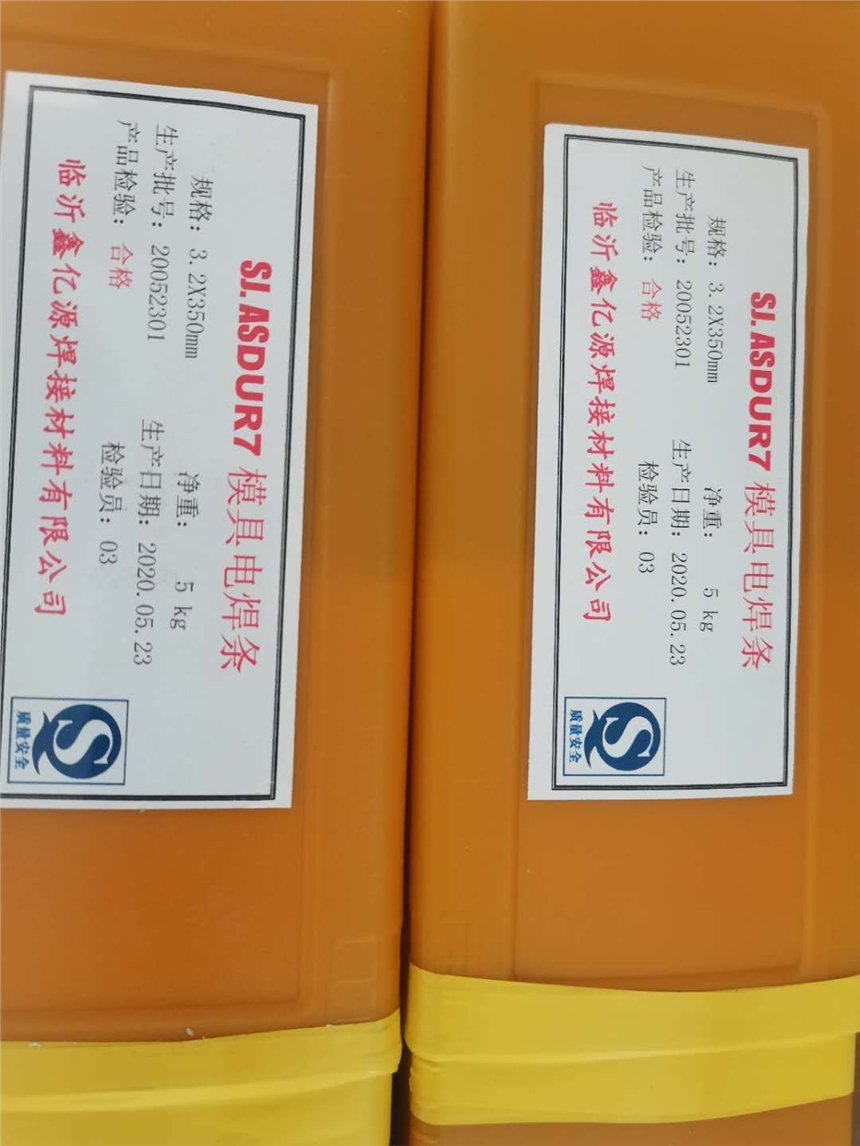 SJ.ASDUR7 模具电焊条
规格: 3.2X350mm 净重: 5 kg
生产批号: 20052301 生产日期: 2020.05.23
产品检验: 合格 检验员: 03
临沂鑫亿源焊接材料有限公司
质量安全
SJ.ASDUR7 模具电焊条
规格: 3.2X350mm 净重: 5 kg
生产批号: 20052301 生产日期: 2020.05.23
产品检验: 合格 检验员: 03
临沂鑫亿源焊接材料有限公司
质量安全